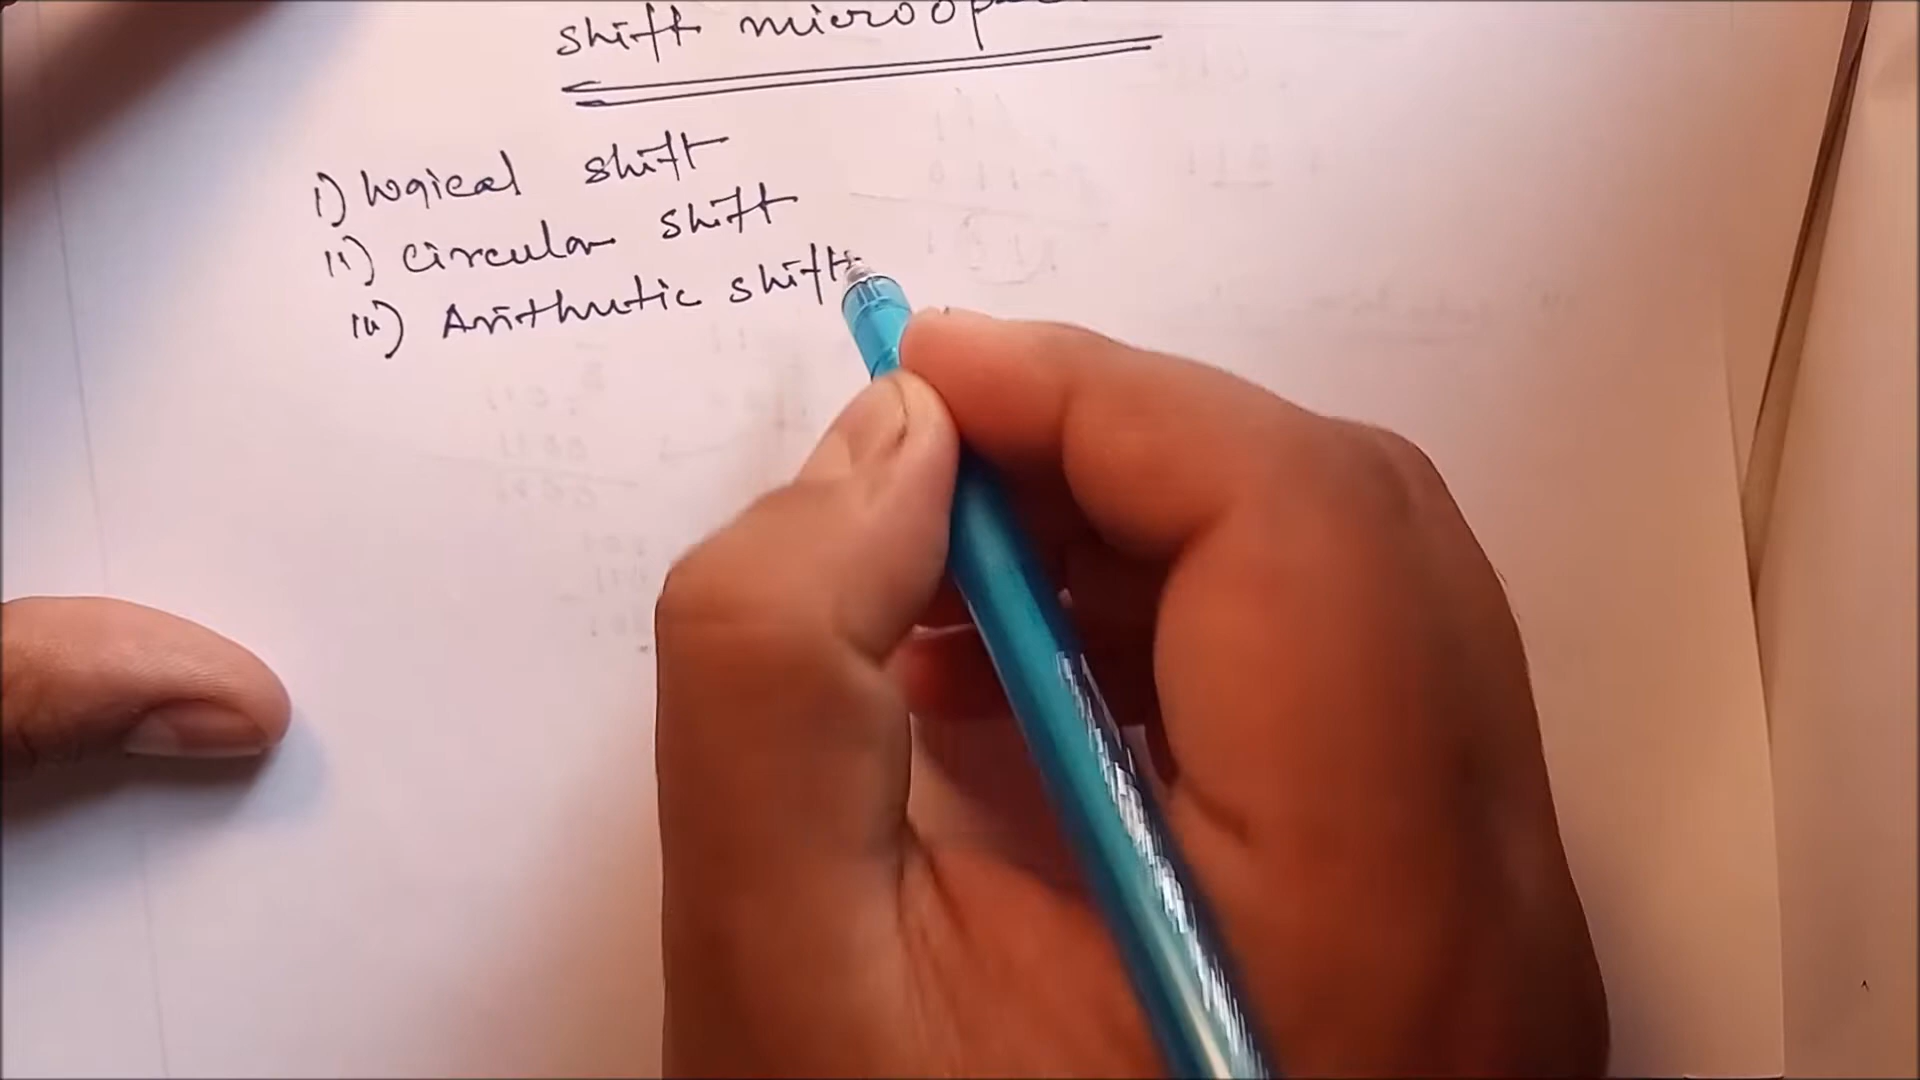 shift microop
i) Logical shift
ii) Circular shift
iii) Arithmetic shift